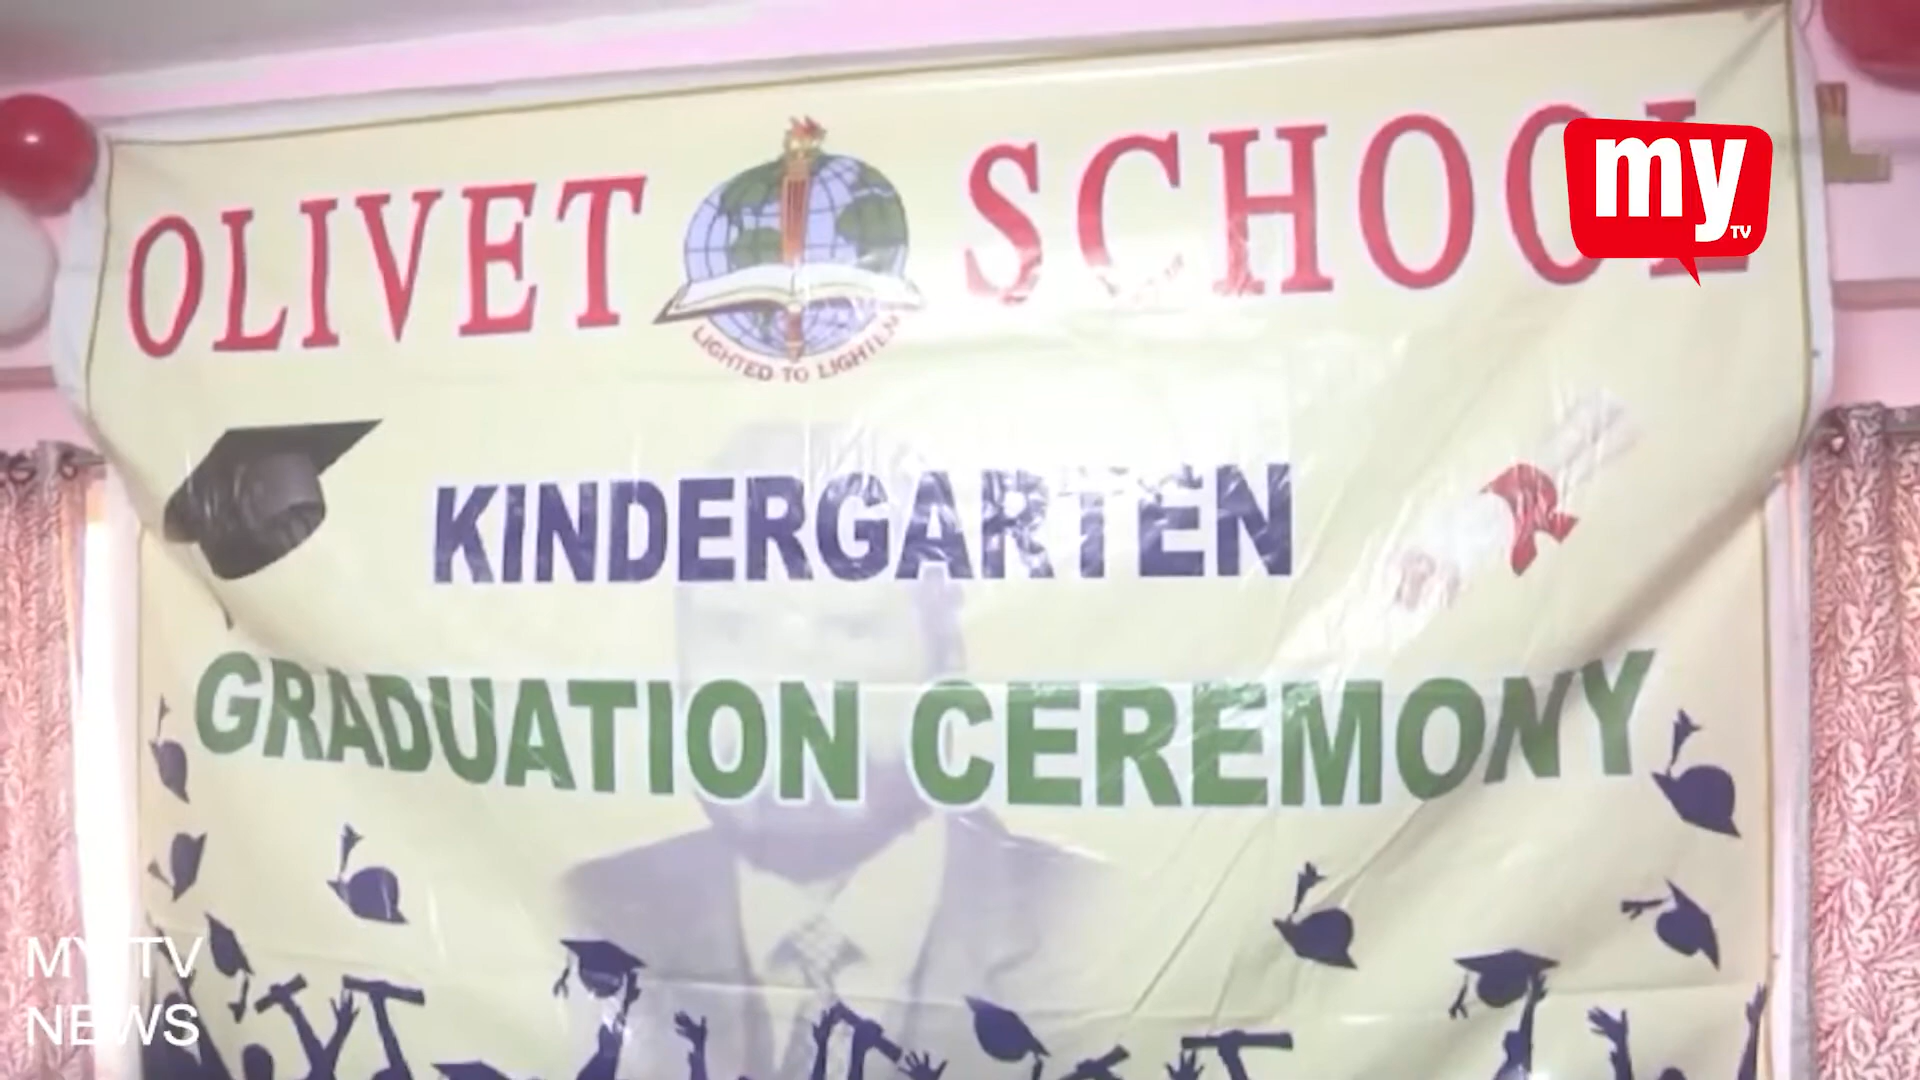 OLIVET SCHOOL
my TV
LIGHTED TO LIGHTEN
KINDERGARTEN
GRADUATION CEREMONY
MY TV
NEWS